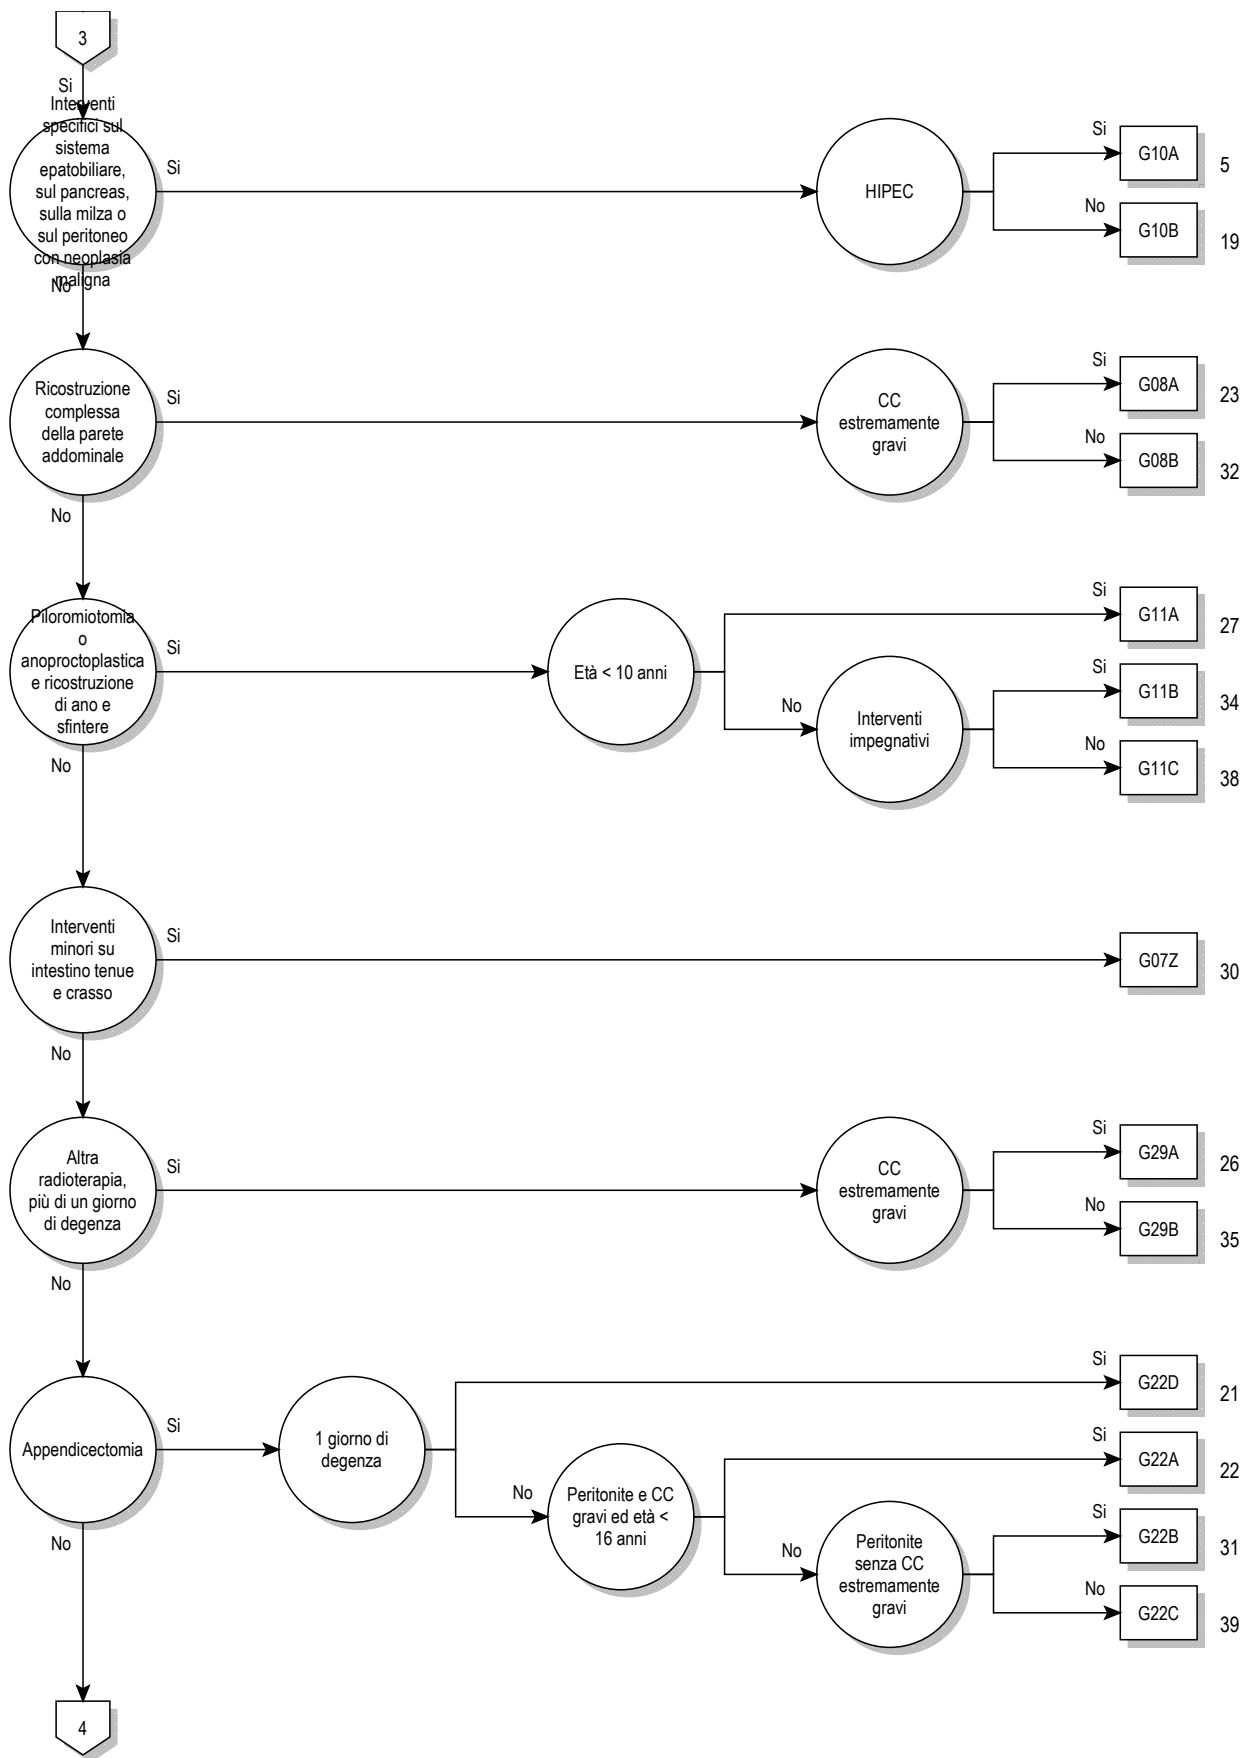 3
Si
Interventi
specifici sul
sistema
epatobiliare,
sul pancreas,
sulla milza o
sul peritoneo
con neoplasia
maligna
Si
HIPEC
Si
G10A
5
No
G10B
19
No
Ricostruzione
complessa
della parete
addominale
Si
CC
estremamente
gravi
Si
G08A
23
No
G08B
32
No
Piloromiotomia
o
anoproctoplastica
e ricostruzione
di ano e
sfintere
Si
Età < 10 anni
Si
G11A
27
No
Interventi
impegnativi
Si
G11B
34
No
G11C
38
No
Interventi
minori su
intestino tenue
e crasso
Si
G07Z
30
No
Altra
radioterapia,
più di un giorno
di degenza
Si
CC
estremamente
gravi
Si
G29A
26
No
G29B
35
No
Appendicectomia
Si
1 giorno di
degenza
Si
G22D
21
No
Peritonite e CC
gravi ed età <
16 anni
Si
G22A
22
No
Peritonite
senza CC
estremamente
gravi
Si
G22B
31
No
G22C
39
No
4